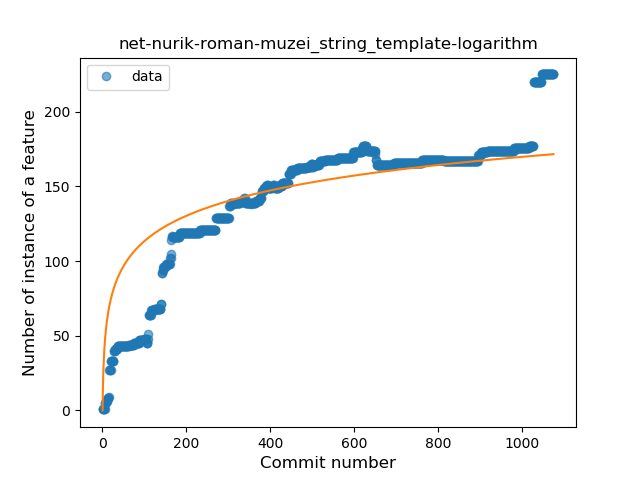 net-nurik-roman-muzei_string_template-logarithm
data
Number of instance of a feature
200
150
100
50
0
0 200 400 600 800 1000
Commit number